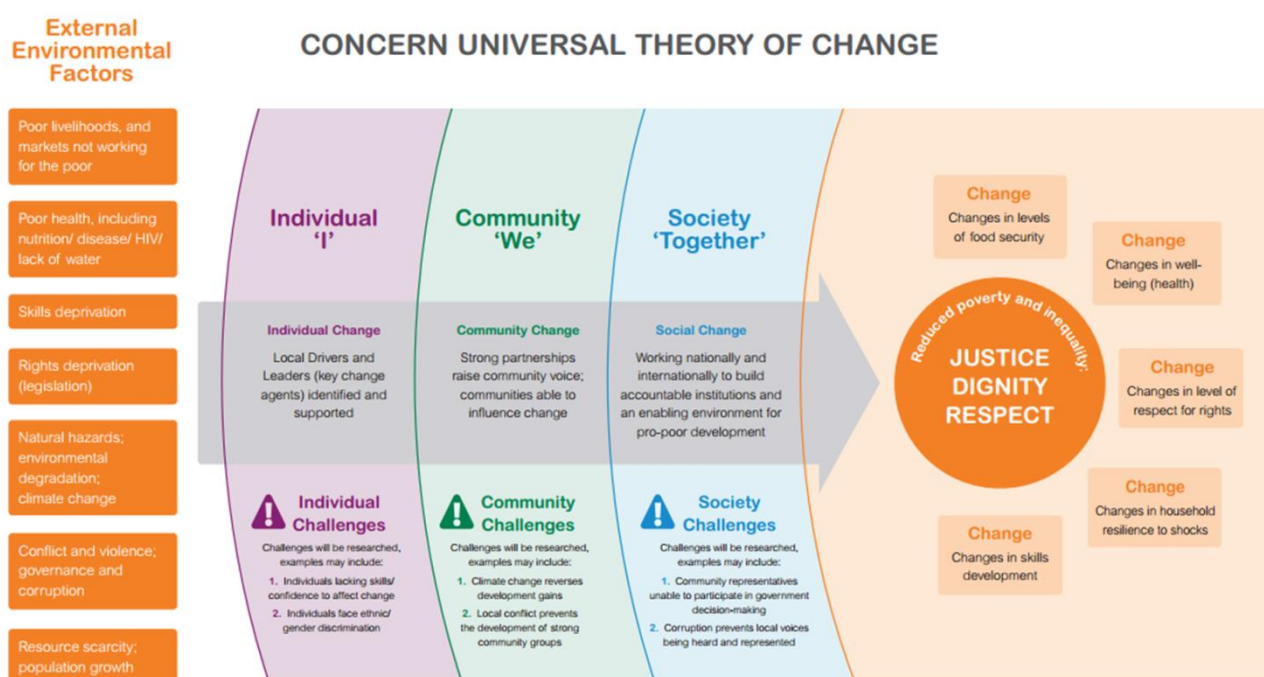 External
Environmental
Factors
CONCERN UNIVERSAL THEORY OF CHANGE
Poor livelihoods, and
markets not working
for the poor
Poor health, including
nutrition/ disease/ HIV/
lack of water
Skills deprivation
Rights deprivation
(legislation)
Natural hazards;
environmental
degradation;
climate change
Conflict and violence;
governance and
corruption
Resource scarcity;
population growth
Individual
‘I’
Individual Change
Local Drivers and
Leaders (key change
agents) identified and
supported
Individual
Challenges
Challenges will be researched,
examples may include:
1. Individuals lacking skills/
confidence to affect change
2. Individuals face ethnic/
gender discrimination
Community
‘We’
Community Change
Strong partnerships
raise community voice;
communities able to
influence change
Community
Challenges
Challenges will be researched,
examples may include:
1. Climate change reverses
development gains
2. Local conflict prevents
the development of strong
community groups
Society
‘Together’
Social Change
Working nationally and
internationally to build
accountable institutions and
an enabling environment for
pro-poor development
Society
Challenges
Challenges will be researched,
examples may include:
1. Community representatives
unable to participate in government
decision-making
2. Corruption prevents local voices
being heard and represented
Reduced poverty and inequality:
JUSTICE
DIGNITY
RESPECT
Change
Changes in levels
of food security
Change
Changes in well-
being (health)
Change
Changes in level of
respect for rights
Change
Changes in household
resilience to shocks
Change
Changes in skills
development